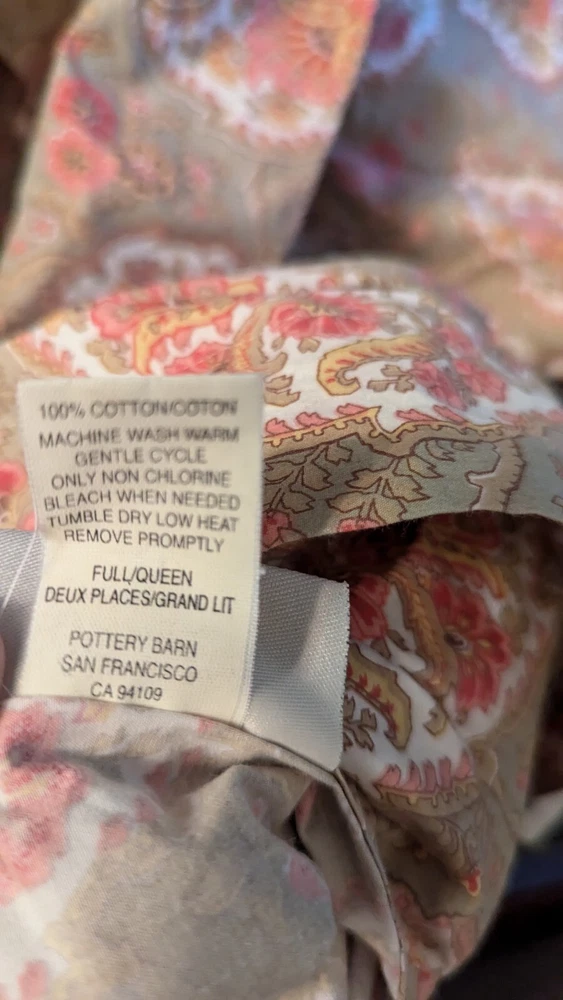 100% COTTON/COTON
MACHINE WASH WARM
GENTLE CYCLE
ONLY NON CHLORINE
BLEACH WHEN NEEDED
TUMBLE DRY LOW HEAT
REMOVE PROMPTLY
FULL/QUEEN
DEUX PLACES/GRAND LIT
POTTERY BARN
SAN FRANCISCO
CA 94109